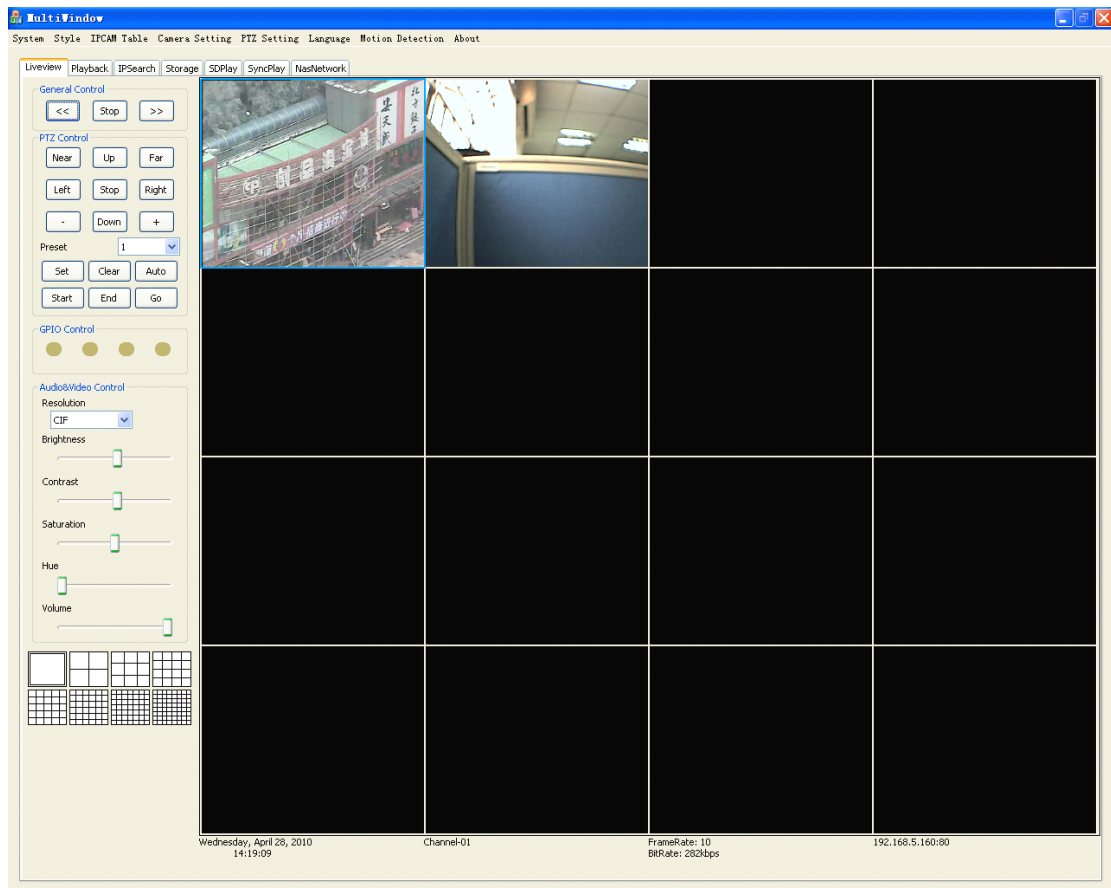 MultiWindow
System Style IPCAM Table Camera Setting PTZ Setting Language Motion Detection About
Liveview Playback IPSearch Storage SDPlay SyncPlay NasNetwork
General Control
<< Stop >>
PTZ Control
Near Up Far
Left Stop Right
- Down +
Preset 1
Set Clear Auto
Start End Go
GPIO Control
Audio&Video Control
Resolution
CIF
Brightness
Contrast
Saturation
Hue
Volume
Wednesday, April 28, 2010
14:19:09
Channel-01
FrameRate: 10
BitRate: 282kbps
192.168.5.160:80